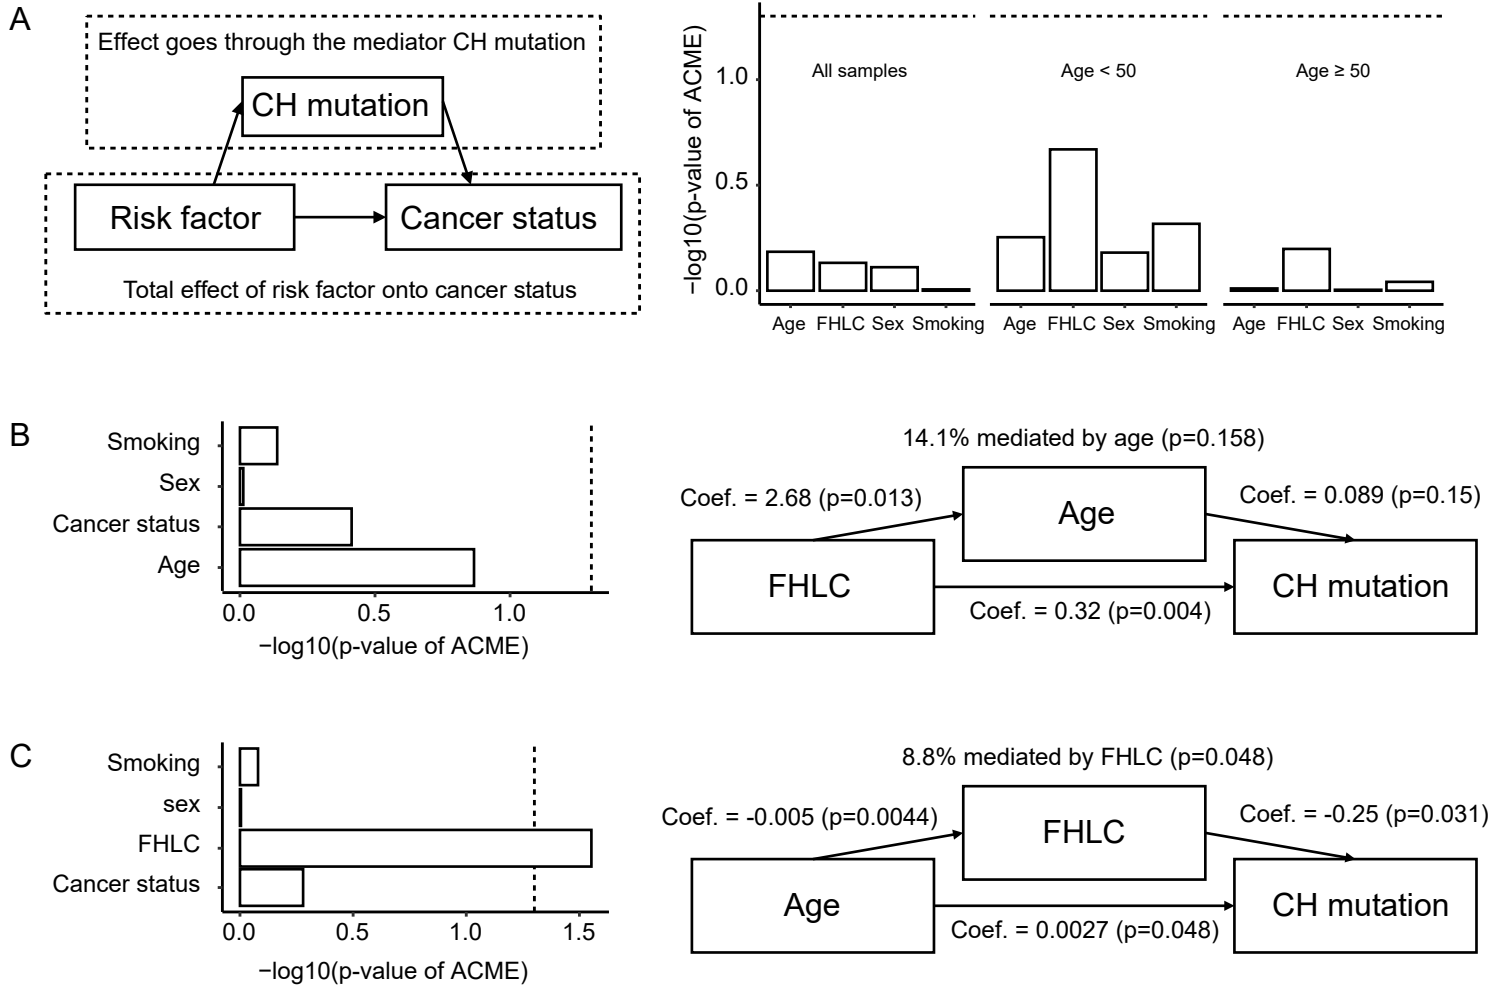 A
Effect goes through the mediator CH mutation
CH mutation
Risk factor
Cancer status
Total effect of risk factor onto cancer status
−log10(p-value of ACME)
1.0
0.5
0.0
All samples
Age < 50
Age ≥ 50
Age FHLC Sex Smoking
Age FHLC Sex Smoking
Age FHLC Sex Smoking
B
Smoking
Sex
Cancer status
Age
0.0 0.5 1.0
−log10(p-value of ACME)
14.1% mediated by age (p=0.158)
Coef. = 2.68 (p=0.013)
Age
Coef. = 0.089 (p=0.15)
FHLC
CH mutation
Coef. = 0.32 (p=0.004)
C
Smoking
sex
FHLC
Cancer status
0.0 0.5 1.0 1.5
−log10(p-value of ACME)
8.8% mediated by FHLC (p=0.048)
Coef. = -0.005 (p=0.0044)
FHLC
Coef. = -0.25 (p=0.031)
Age
CH mutation
Coef. = 0.0027 (p=0.048)